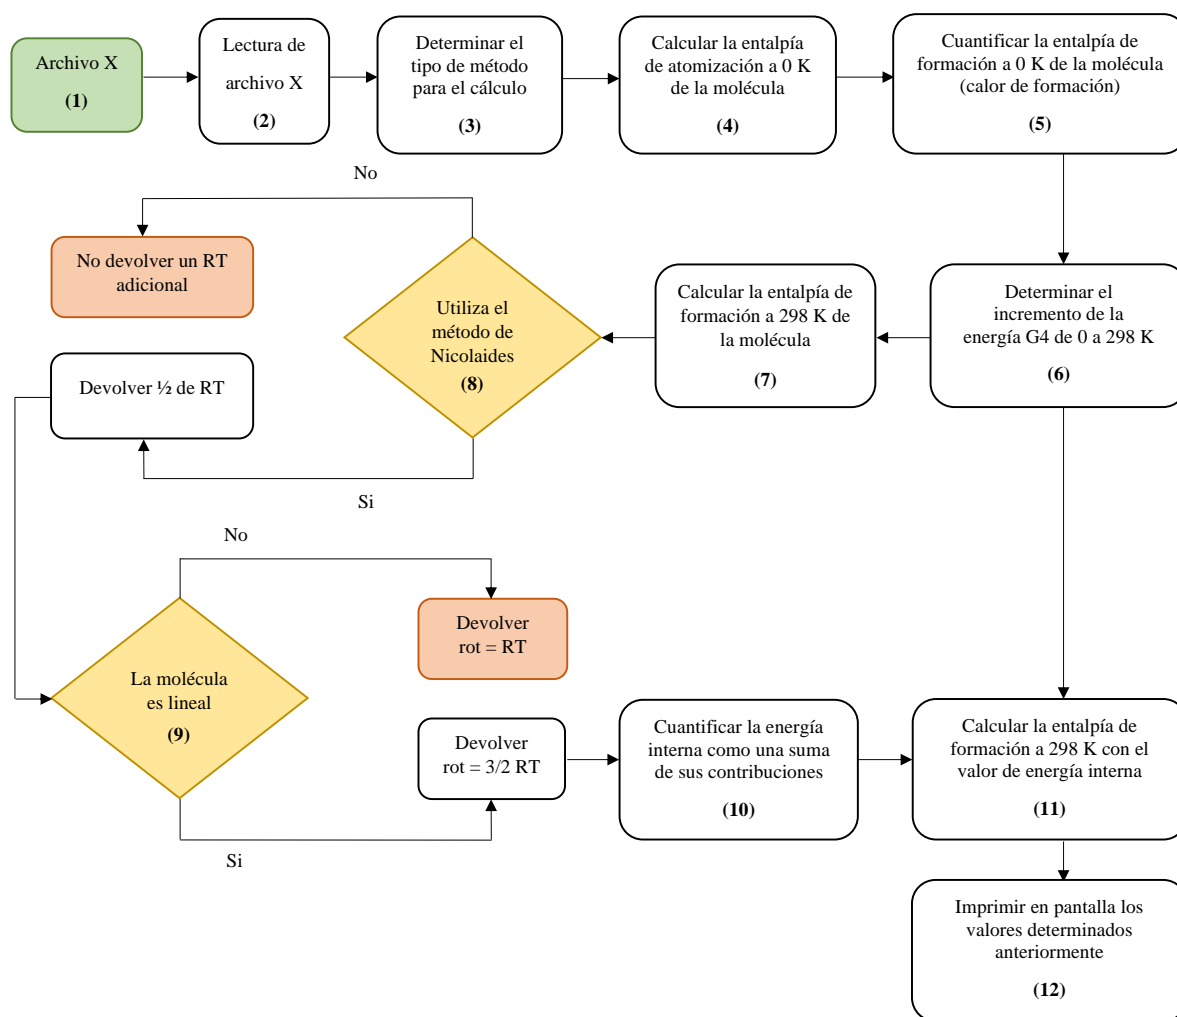 Archivo X
(1)
Lectura de
archivo X
(2)
Determinar el
tipo de método
para el cálculo
(3)
Calcular la entalpía
de atomización a 0 K
de la molécula
(4)
Cuantificar la entalpía de
formación a 0 K de la molécula
(calor de formación)
(5)
No
No devolver un RT
adicional
Utiliza el
método de
Nicolaides
(8)
Calcular la entalpía de
formación a 298 K de
la molécula
(7)
Determinar el
incremento de la
energía G4 de 0 a 298 K
(6)
Devolver ½ de RT
Si
No
Devolver
rot = RT
La molécula
es lineal
(9)
Devolver
rot = 3/2 RT
Si
Cuantificar la energía
interna como una suma
de sus contribuciones
(10)
Calcular la entalpía de
formación a 298 K con el
valor de energía interna
(11)
Imprimir en pantalla los
valores determinados
anteriormente
(12)